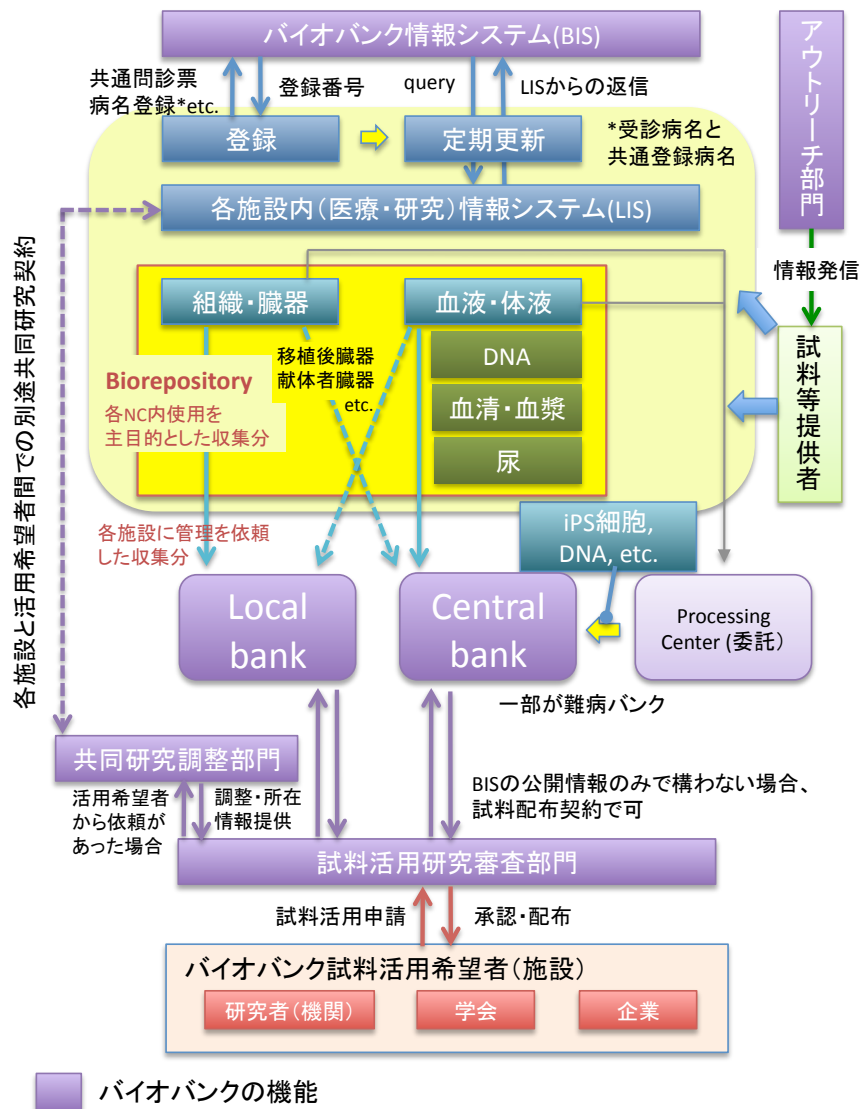 バイオバンク情報システム(BIS)
アウトリーチ部門
共通問診票
病名登録*etc.
登録番号
query
LISからの返信
登録
定期更新
*受診病名と
共通登録病名
各施設内(医療・研究)情報システム(LIS)
各施設と活用希望者間での別途共同研究契約
情報発信
試料等提供者
組織・臓器
血液・体液
移植後臓器
献体者臓器
etc.
DNA
血清・血漿
尿
Biorepository
各NC内使用を
主目的とした収集分
各施設に管理を依頼
した収集分
iPS細胞,
DNA, etc.
Local
bank
Central
bank
Processing
Center (委託)
一部が難病バンク
共同研究調整部門
活用希望者
から依頼が
あった場合
調整・所在
情報提供
BISの公開情報のみで構わない場合、
試料配布契約で可
試料活用研究審査部門
試料活用申請
承認・配布
バイオバンク試料活用希望者(施設)
研究者(機関)
学会
企業
バイオバンクの機能